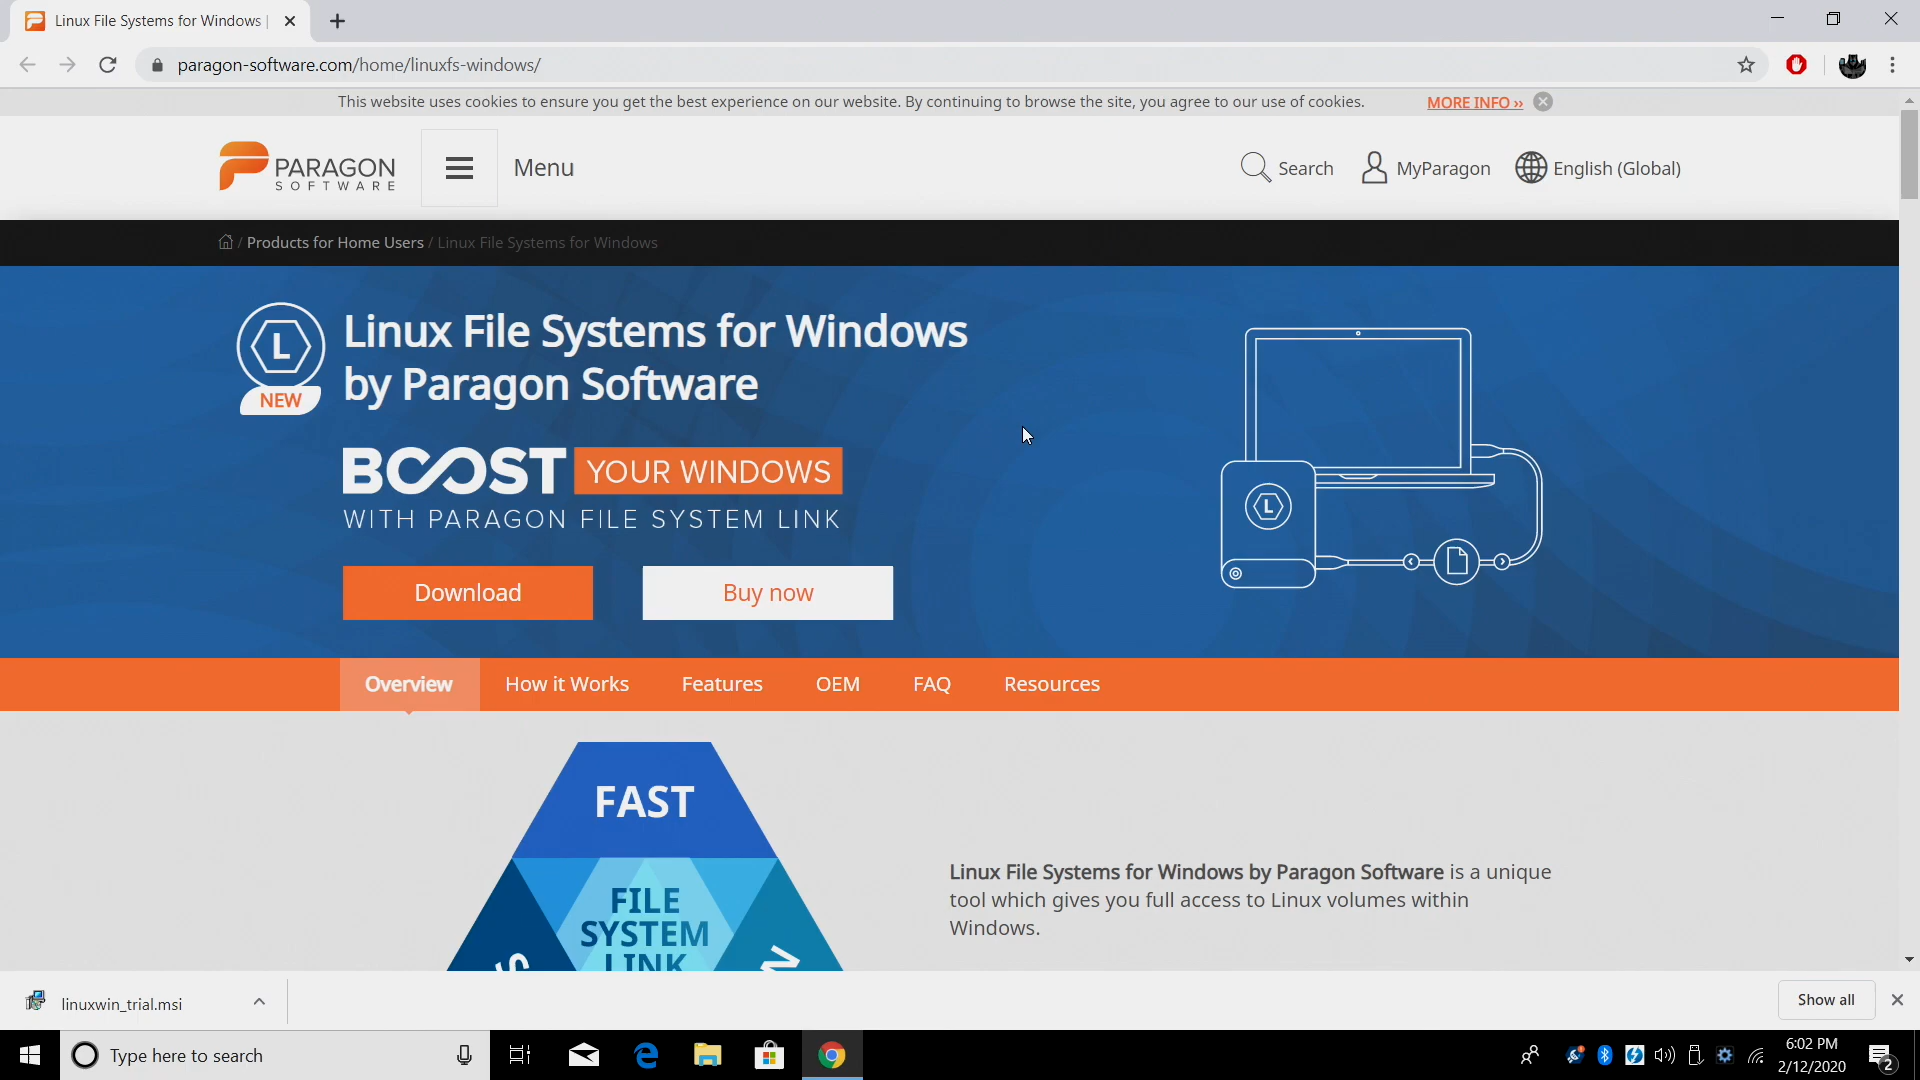 Linux File Systems for Windows |
paragon-software.com/home/linuxfs-windows/
This website uses cookies to ensure you get the best experience on our website. By continuing to browse the site, you agree to our use of cookies.
MORE INFO »
PARAGON
SOFTWARE
Menu
Search
MyParagon
English (Global)
/ Products for Home Users / Linux File Systems for Windows
L
NEW
Linux File Systems for Windows
by Paragon Software
BOOST YOUR WINDOWS
WITH PARAGON FILE SYSTEM LINK
L
Download
Buy now
Overview
How it Works
Features
OEM
FAQ
Resources
FAST
FILE
SYSTEM
LINK
S
N
Linux File Systems for Windows by Paragon Software is a unique
tool which gives you full access to Linux volumes within
Windows.
linuxwin_trial.msi
Show all
Type here to search
6:02 PM
2/12/2020
2